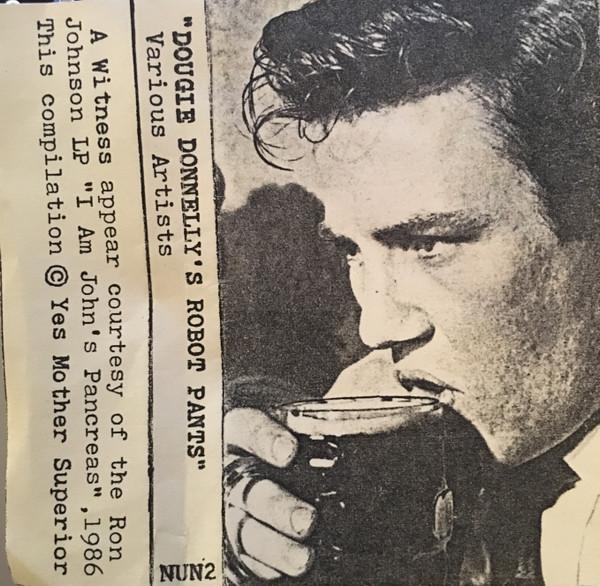 "DOUGIE DONNELLY'S ROBOT PANTS"
Various Artists
NUN2
A Witness appear courtesy of the Ron
Johnson LP "I Am John's Pancreas",1986
This compilation © Yes Mother Superior